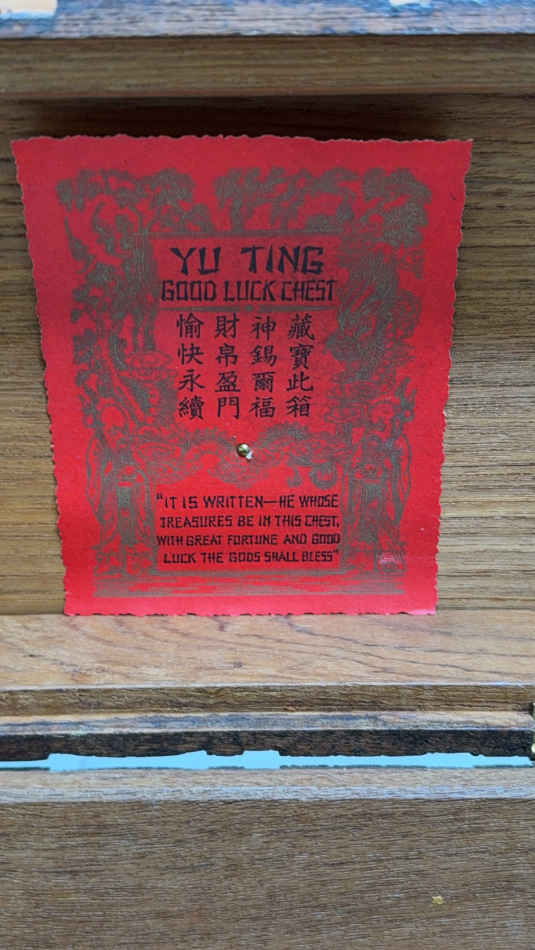 YU TING
GOOD LUCK CHEST
藏寶此箱
神錫爾福
財帛盈門
愉快永續
"IT IS WRITTEN—HE WHOSE
TREASURES BE IN THIS CHEST,
WITH GREAT FORTUNE AND GOOD
LUCK THE GODS SHALL BLESS"